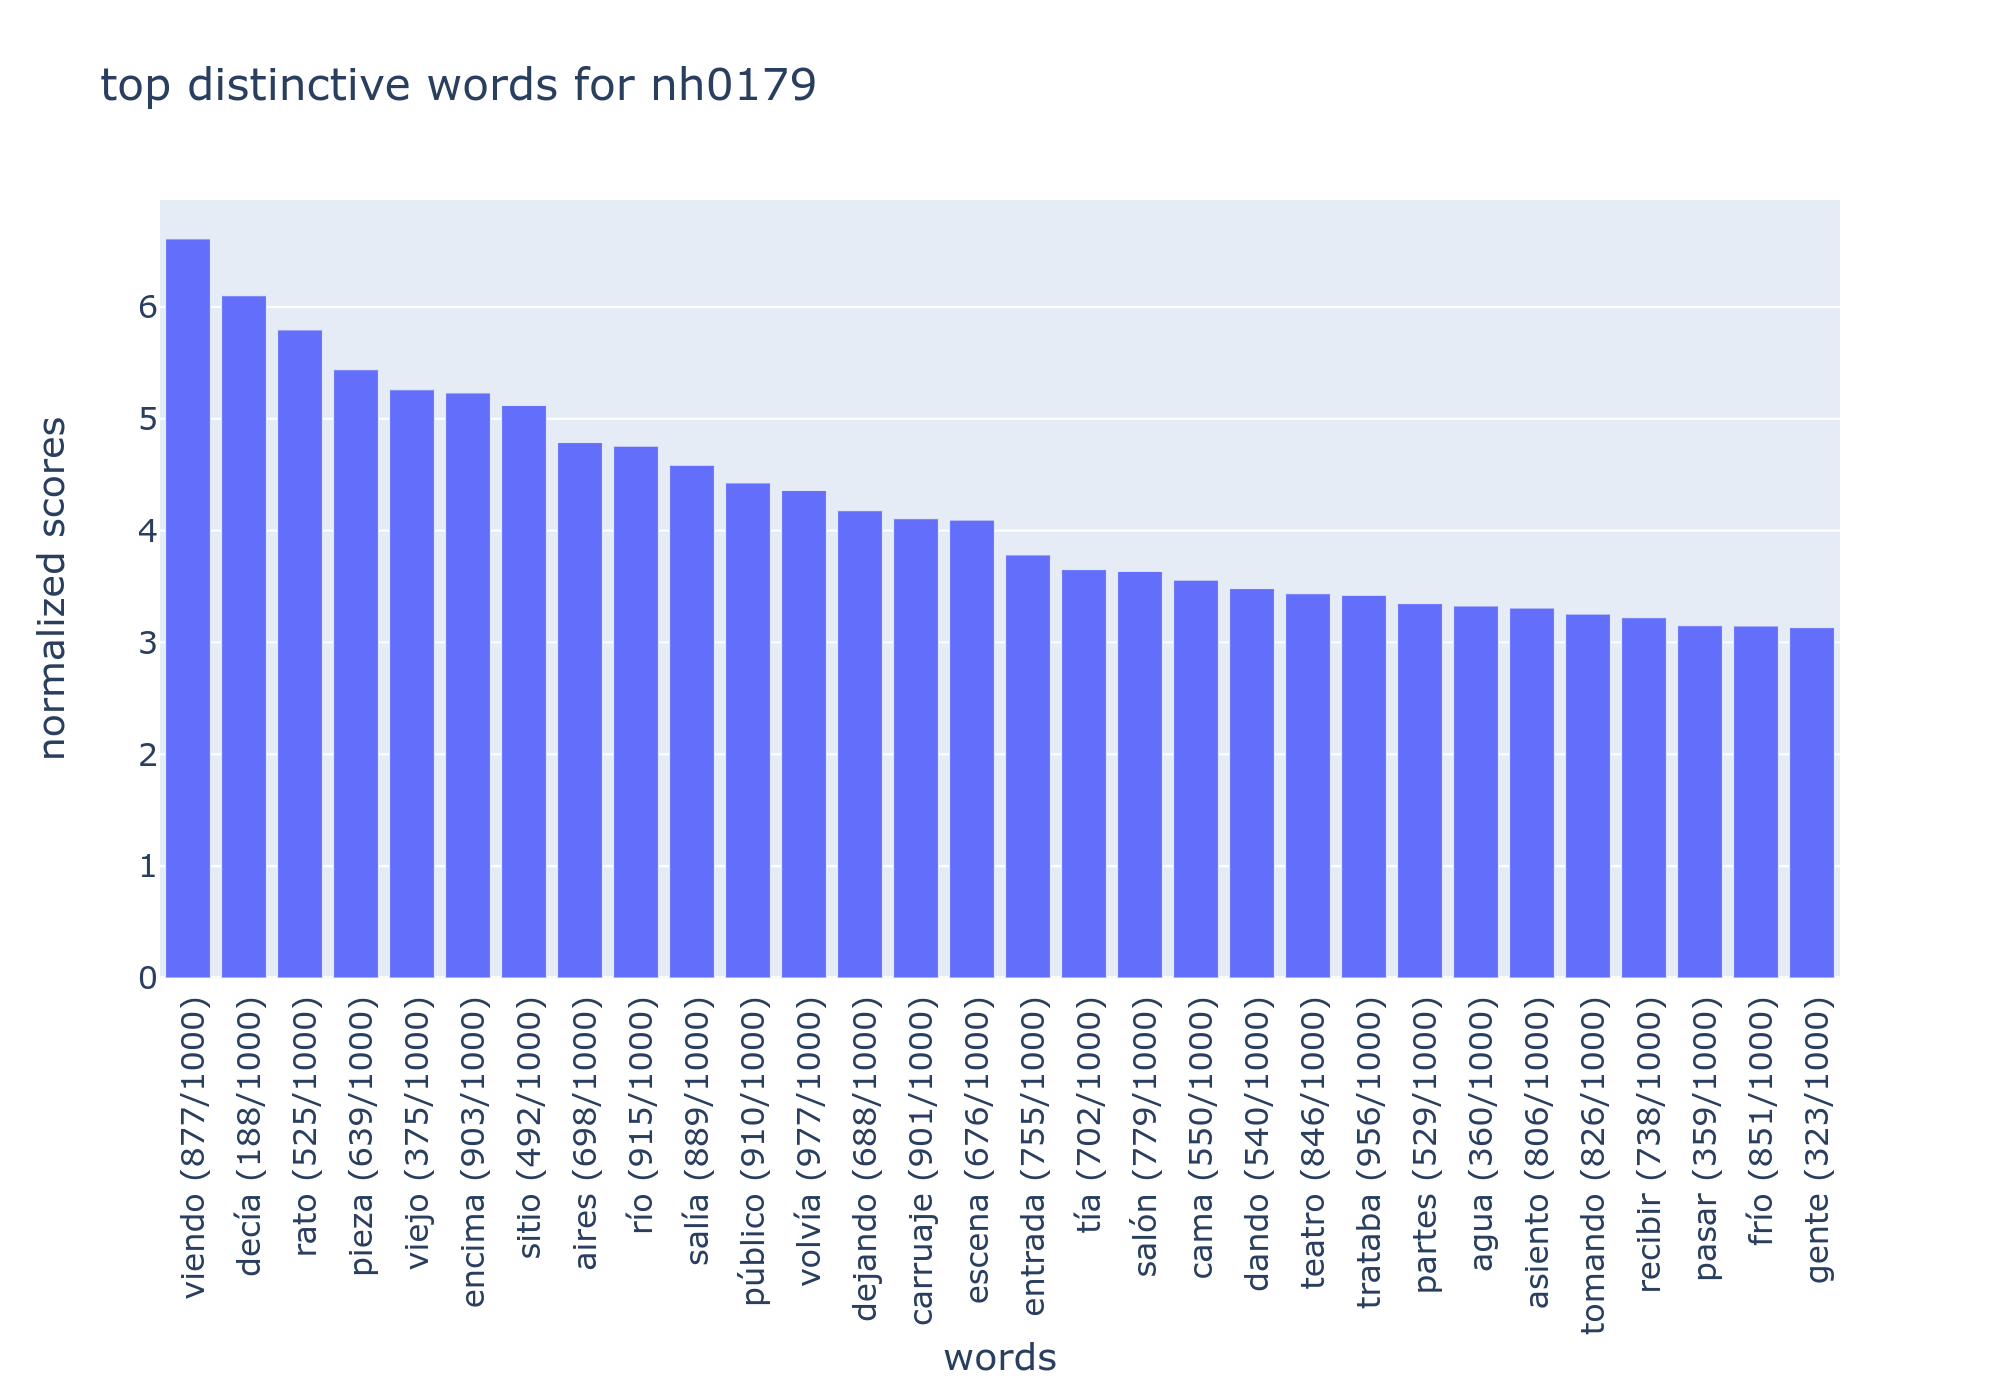 top distinctive words for nh0179
normalized scores
6
5
4
3
2
1
0
viendo (877/1000)
decía (188/1000)
rato (525/1000)
pieza (639/1000)
viejo (375/1000)
encima (903/1000)
sitio (492/1000)
aires (698/1000)
río (915/1000)
salía (889/1000)
público (910/1000)
volvía (977/1000)
dejando (688/1000)
carruaje (901/1000)
escena (676/1000)
entrada (755/1000)
tía (702/1000)
salón (779/1000)
cama (550/1000)
dando (540/1000)
teatro (846/1000)
trataba (956/1000)
partes (529/1000)
agua (360/1000)
asiento (806/1000)
tomando (826/1000)
recibir (738/1000)
pasar (359/1000)
frío (851/1000)
gente (323/1000)
words